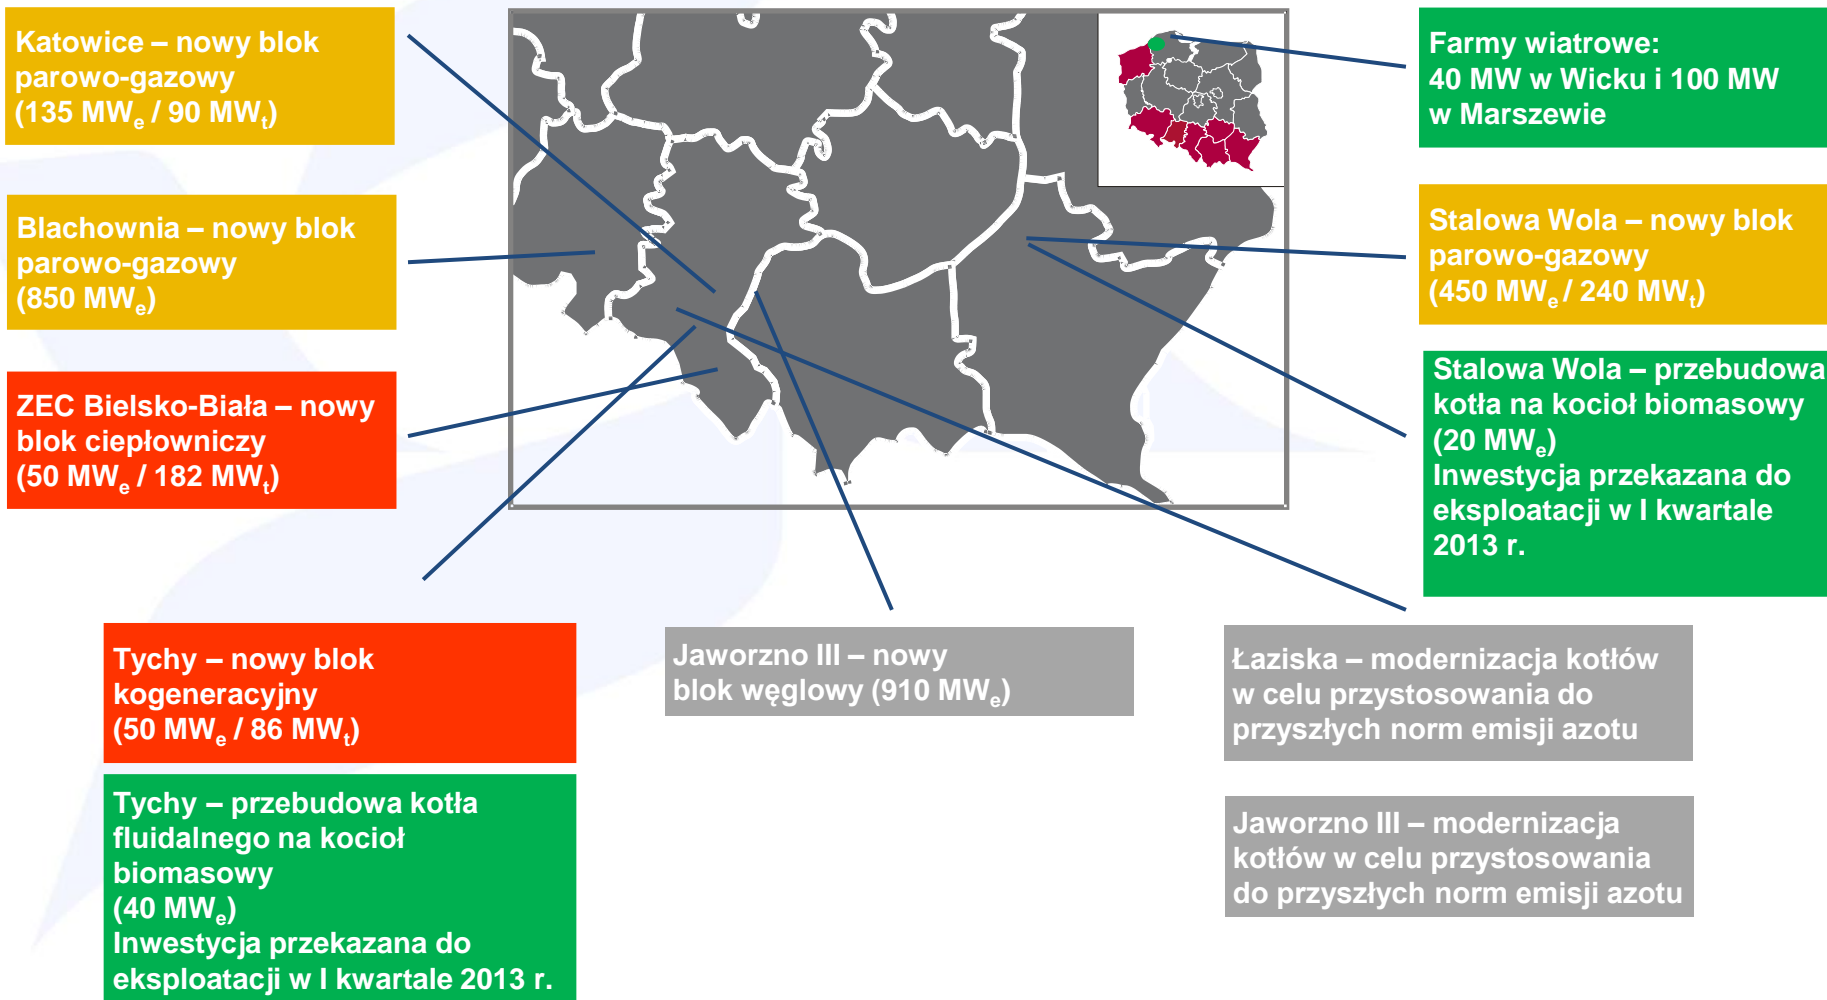 Katowice – nowy blok
parowo-gazowy
(135 MWe / 90 MWt)
Blachownia – nowy blok
parowo-gazowy
(850 MWe)
ZEC Bielsko-Biała – nowy
blok ciepłowniczy
(50 MWe / 182 MWt)
Tychy – nowy blok
kogeneracyjny
(50 MWe / 86 MWt)
Tychy – przebudowa kotła
fluidalnego na kocioł
biomasowy
(40 MWe)
Inwestycja przekazana do
eksploatacji w I kwartale 2013 r.
Jaworzno III – nowy
blok węglowy (910 MWe)
Farmy wiatrowe:
40 MW w Wicku i 100 MW
w Marszewie
Stalowa Wola – nowy blok
parowo-gazowy
(450 MWe / 240 MWt)
Stalowa Wola – przebudowa
kotła na kocioł biomasowy
(20 MWe)
Inwestycja przekazana do
eksploatacji w I kwartale
2013 r.
Łaziska – modernizacja kotłów
w celu przystosowania do
przyszłych norm emisji azotu
Jaworzno III – modernizacja
kotłów w celu przystosowania
do przyszłych norm emisji azotu